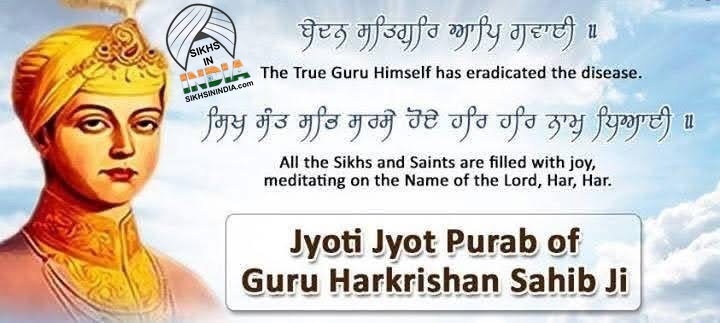 ਬੇਦਨ ਸਤਿਗੁਰਿ ਆਪਿ ਗਵਾਈ ॥
SIKHS
IN
INDIA
SIKHSININDIA.com
The True Guru Himself has eradicated the disease.
ਸਿਖ ਸੰਤ ਸਭਿ ਸਰਸੇ ਹੋਏ ਹਰਿ ਹਰਿ ਨਾਮੁ ਧਿਆਈ ॥
All the Sikhs and Saints are filled with joy,
meditating on the Name of the Lord, Har, Har.
Jyoti Jyot Purab of
Guru Harkrishan Sahib Ji